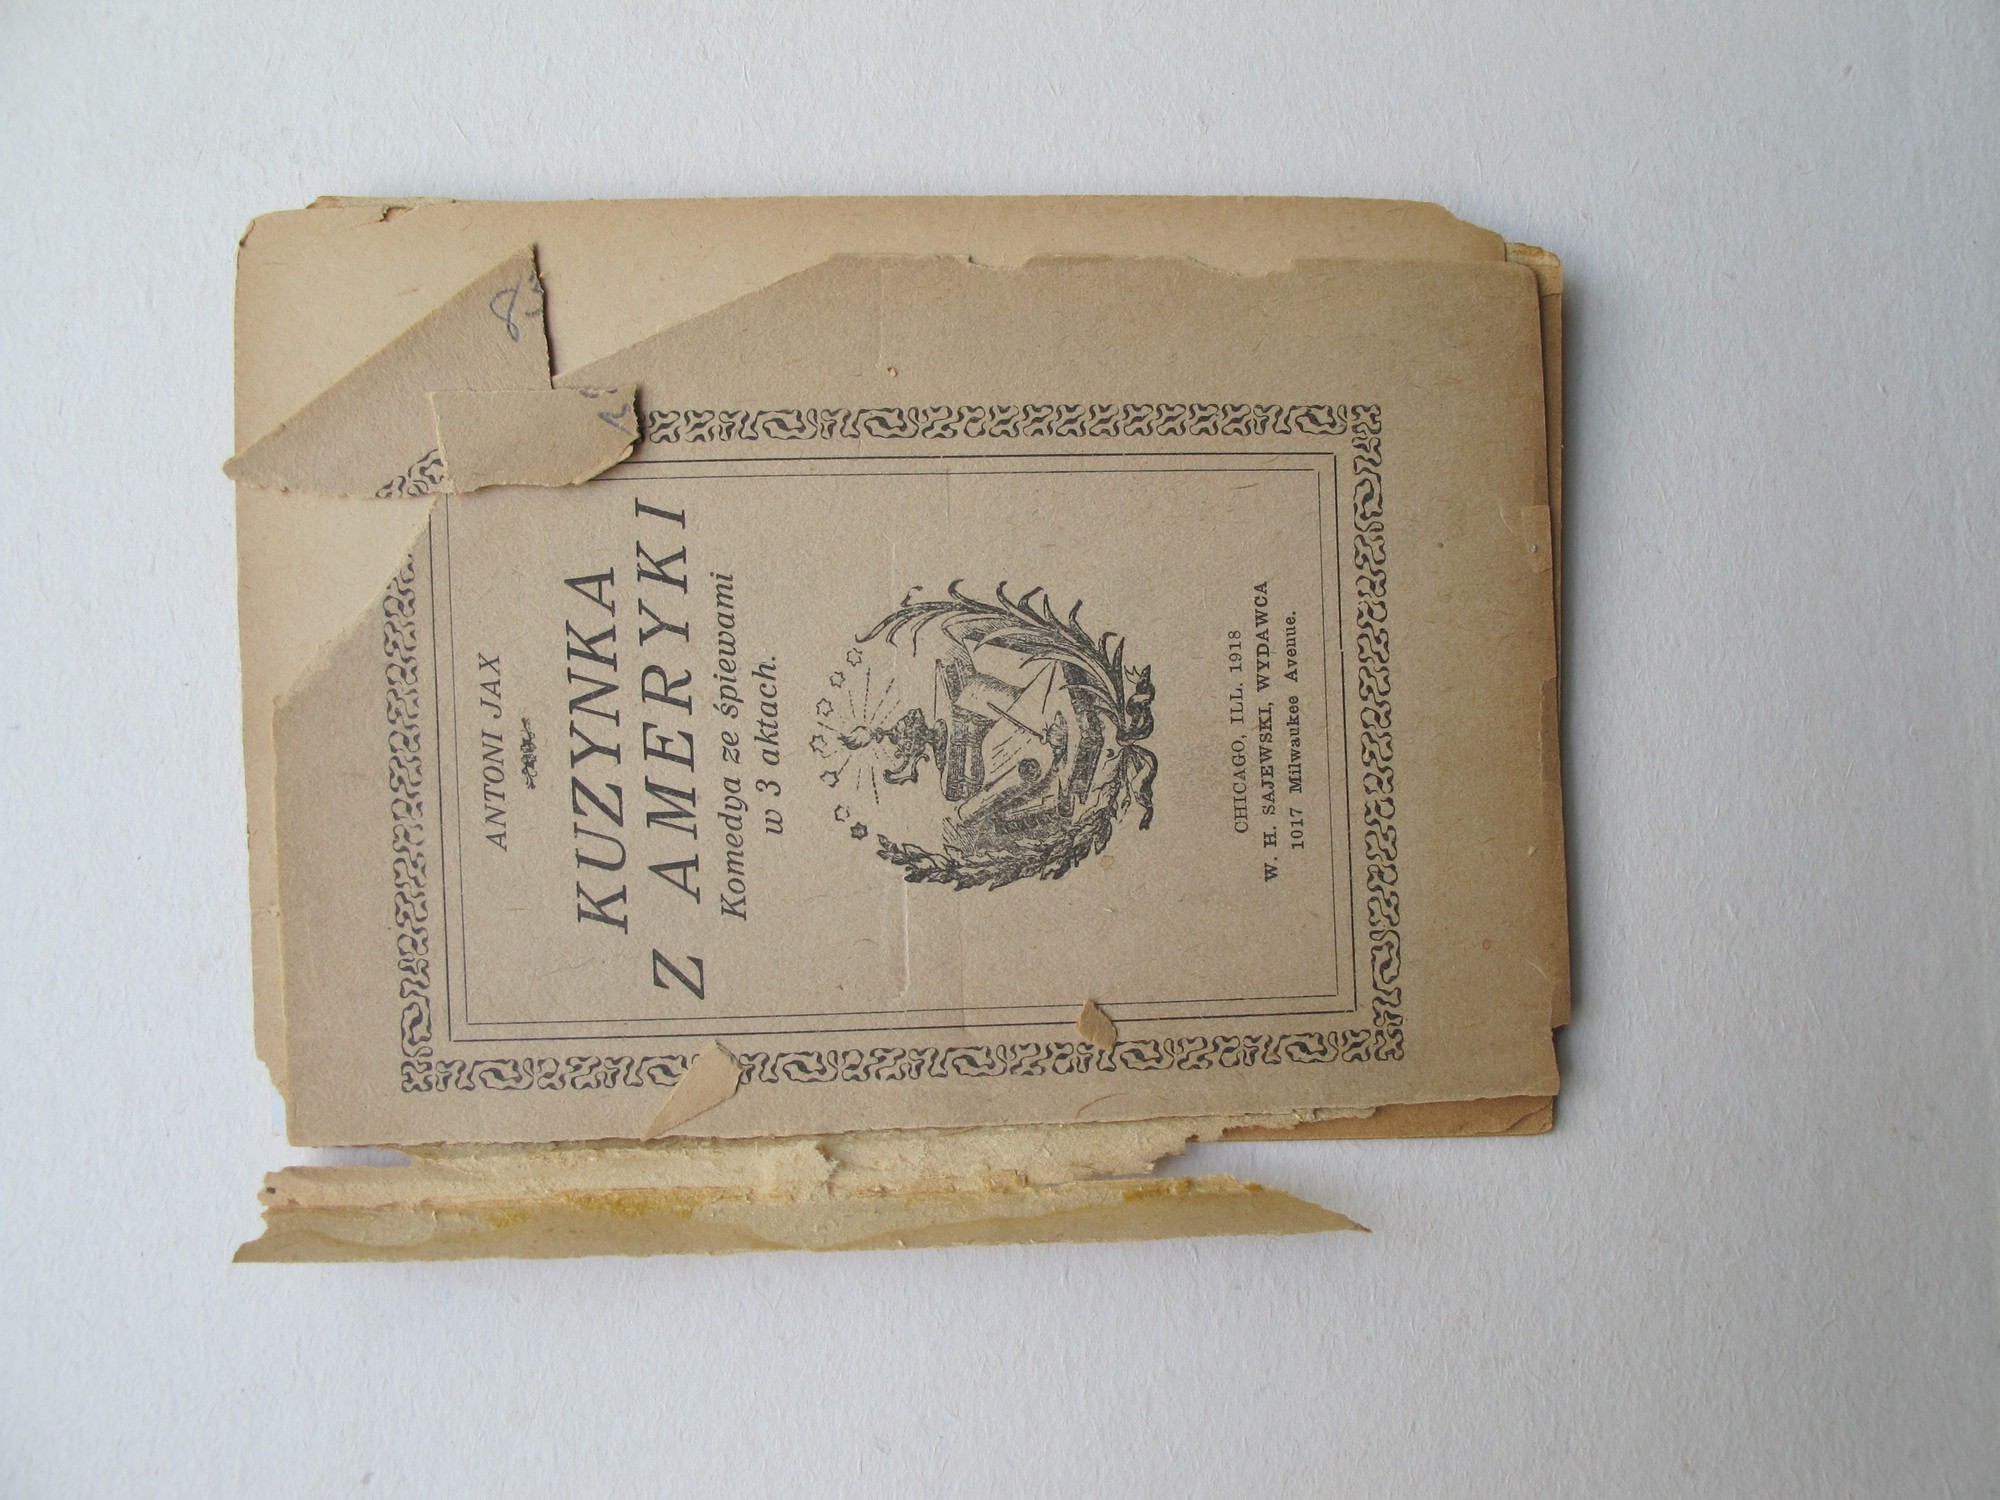 ANTONI JAX
KUZYNKA
Z AMERYKI
Komedya ze śpiewami
w 3 aktach.
CHICAGO, ILL. 1918
W. H. SAJEWSKI, WYDAWCA
1017 Milwaukee Avenue.